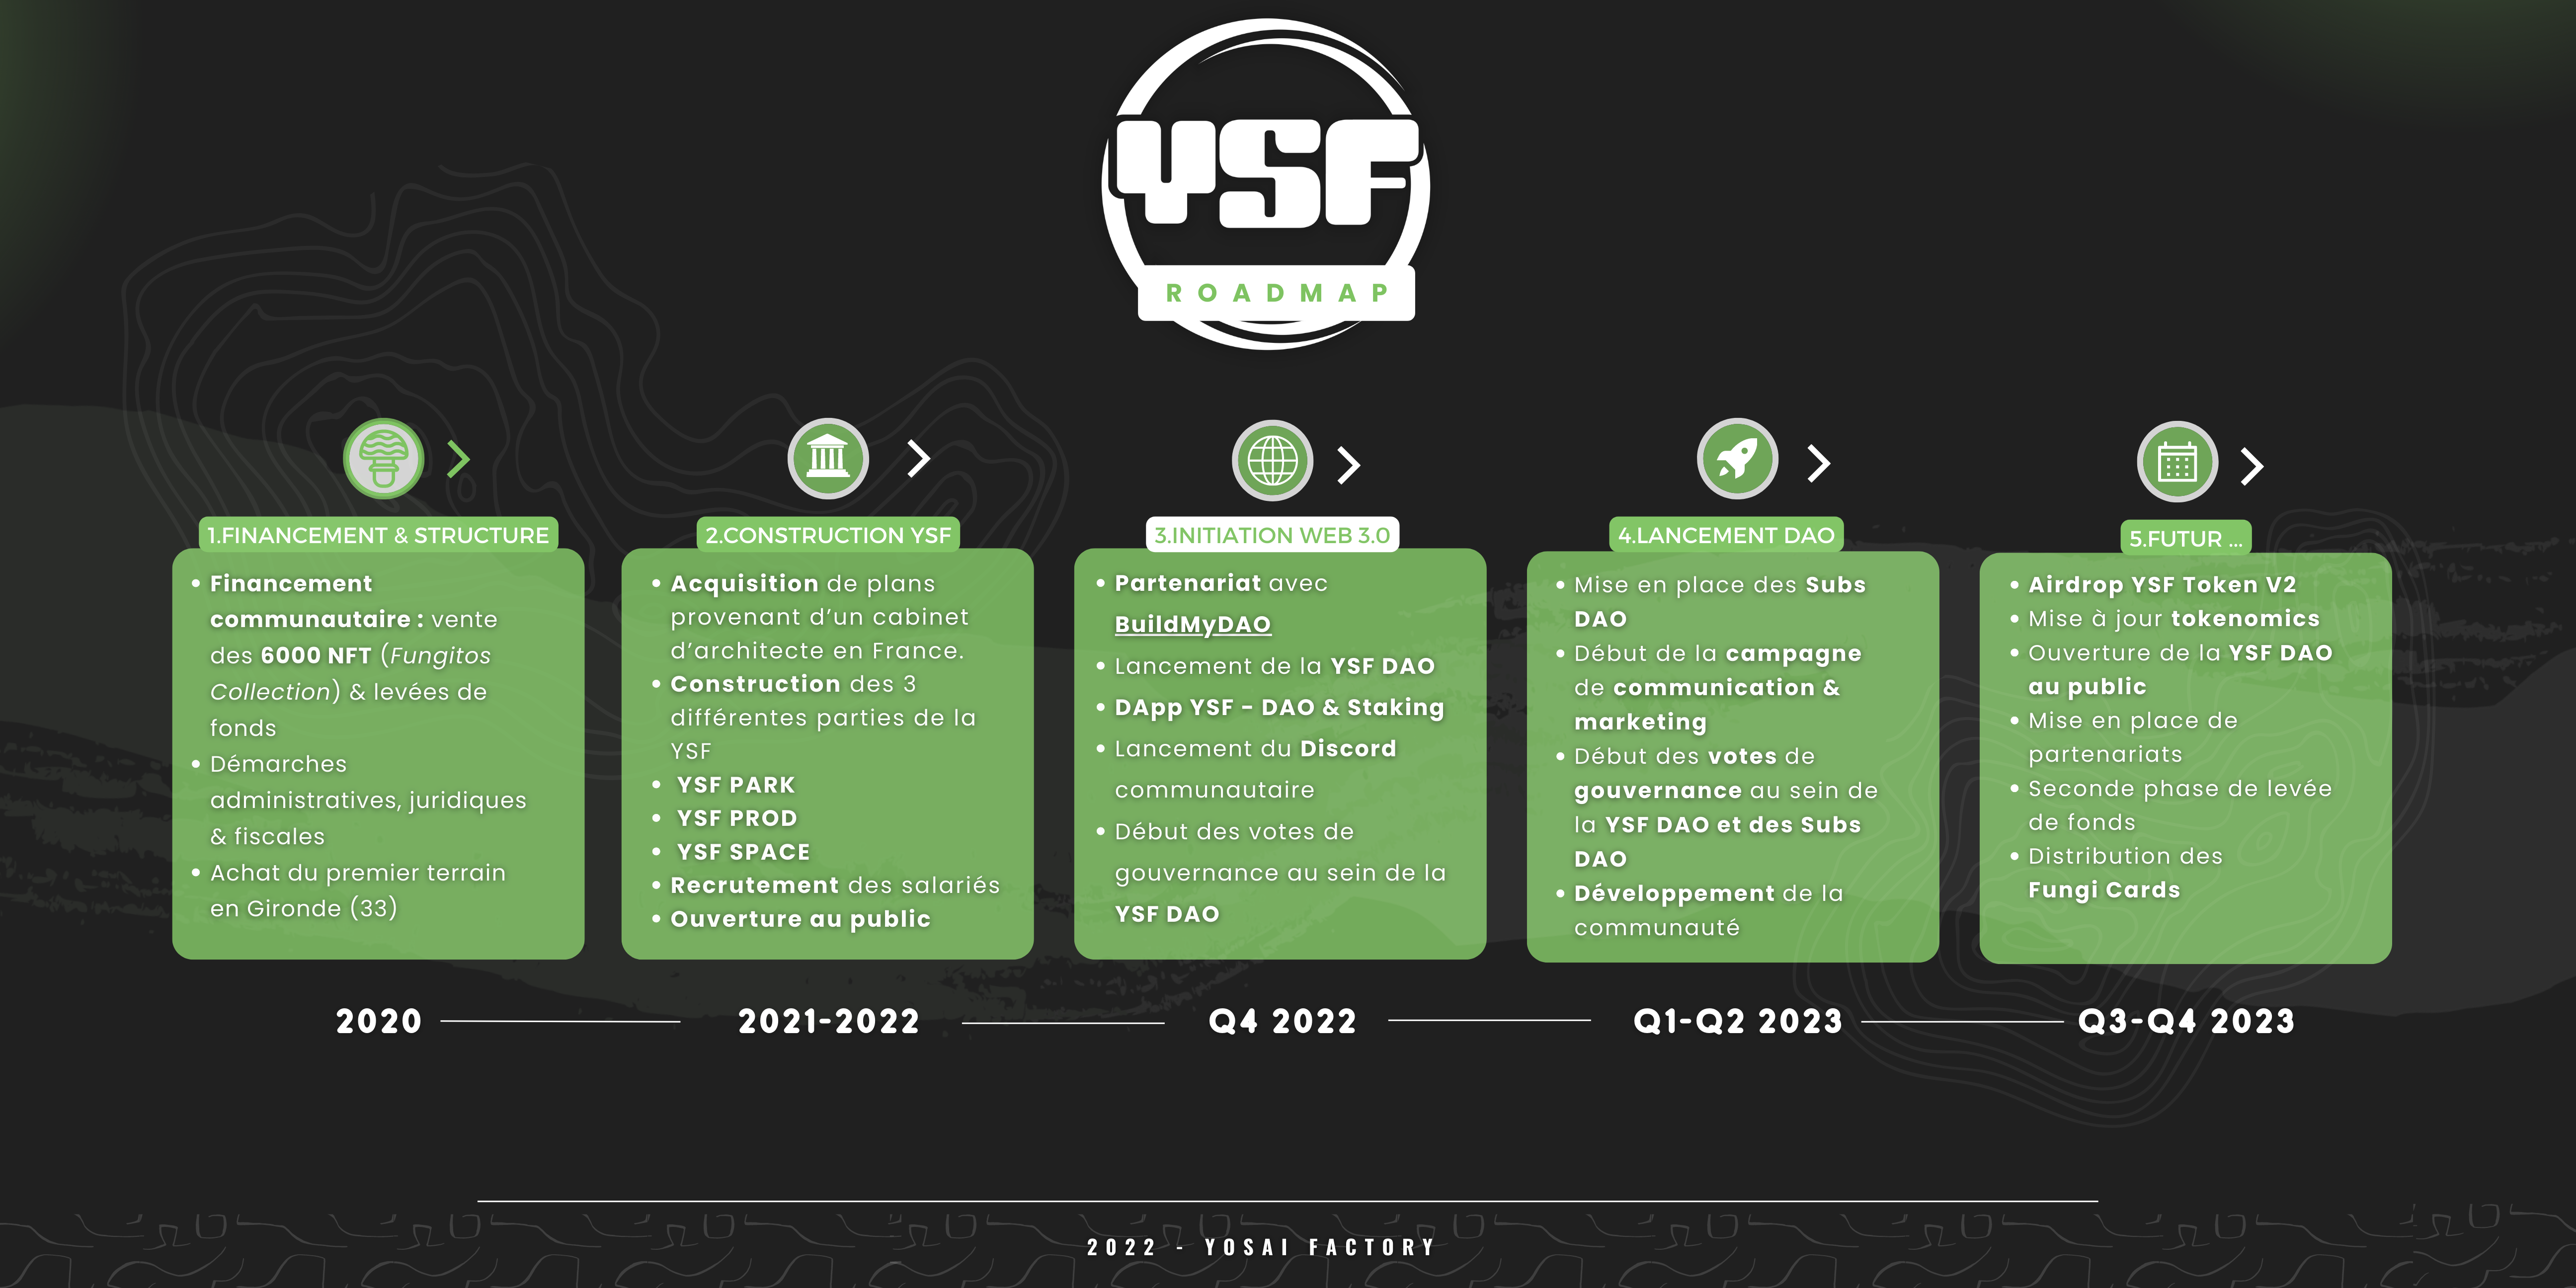 YSF
ROADMAP
1.FINANCEMENT & STRUCTURE
• Financement
communautaire : vente
des 6000 NFT (Fungitos
Collection) & levées de
fonds
• Démarches
administratives, juridiques
& fiscales
• Achat du premier terrain
en Gironde (33)
2020
2.CONSTRUCTION YSF
• Acquisition de plans
provenant d'un cabinet
d'architecte en France.
• Construction des 3
différentes parties de la
YSF
• YSF PARK
• YSF PROD
• YSF SPACE
• Recrutement des salariés
• Ouverture au public
2021-2022
3.INITIATION WEB 3.0
• Partenariat avec
BuildMyDAO
• Lancement de la YSF DAO
• DApp YSF - DAO & Staking
• Lancement du Discord
communautaire
• Début des votes de
gouvernance au sein de la
YSF DAO
Q4 2022
4.LANCEMENT DAO
• Mise en place des Subs
DAO
• Début de la campagne
de communication &
marketing
• Début des votes de
gouvernance au sein de
la YSF DAO et des Subs
DAO
• Développement de la
communauté
Q1-Q2 2023
5.FUTUR ...
• Airdrop YSF Token V2
• Mise à jour tokenomics
• Ouverture de la YSF DAO
au public
• Mise en place de
partenariats
• Seconde phase de levée
de fonds
• Distribution des
Fungi Cards
Q3-Q4 2023
2022 - YOSAI FACTORY